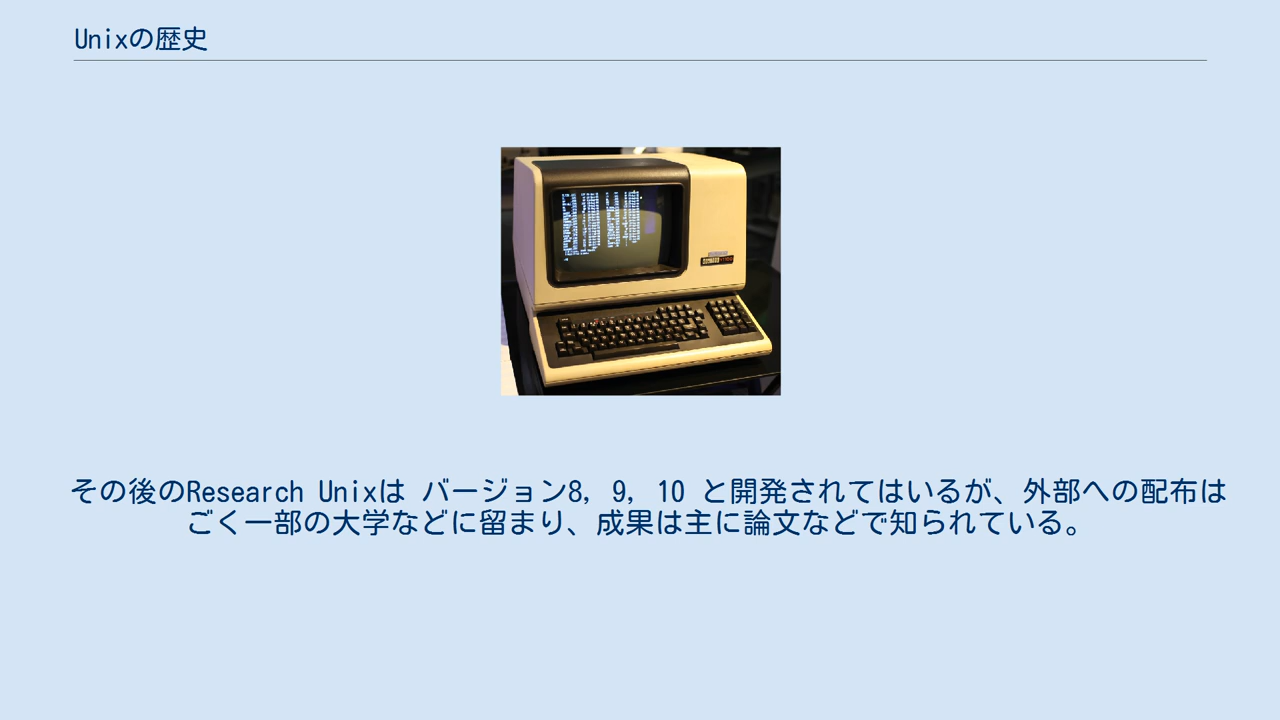 Unixの歴史
その後のResearch Unixは バージョン8, 9, 10 と開発されてはいるが、外部への配布は
ごく一部の大学などに留まり、成果は主に論文などで知られている。